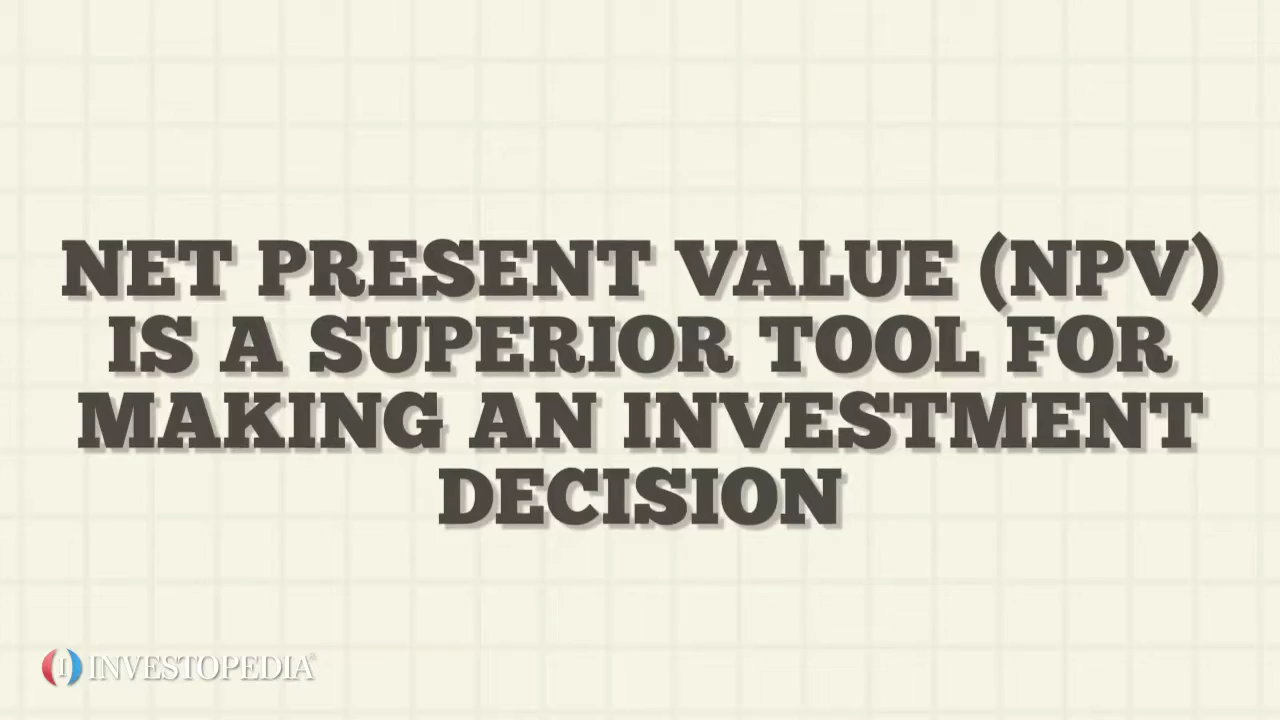 NET PRESENT VALUE (NPV)
IS A SUPERIOR TOOL FOR
MAKING AN INVESTMENT
DECISION
INVESTOPEDIA®